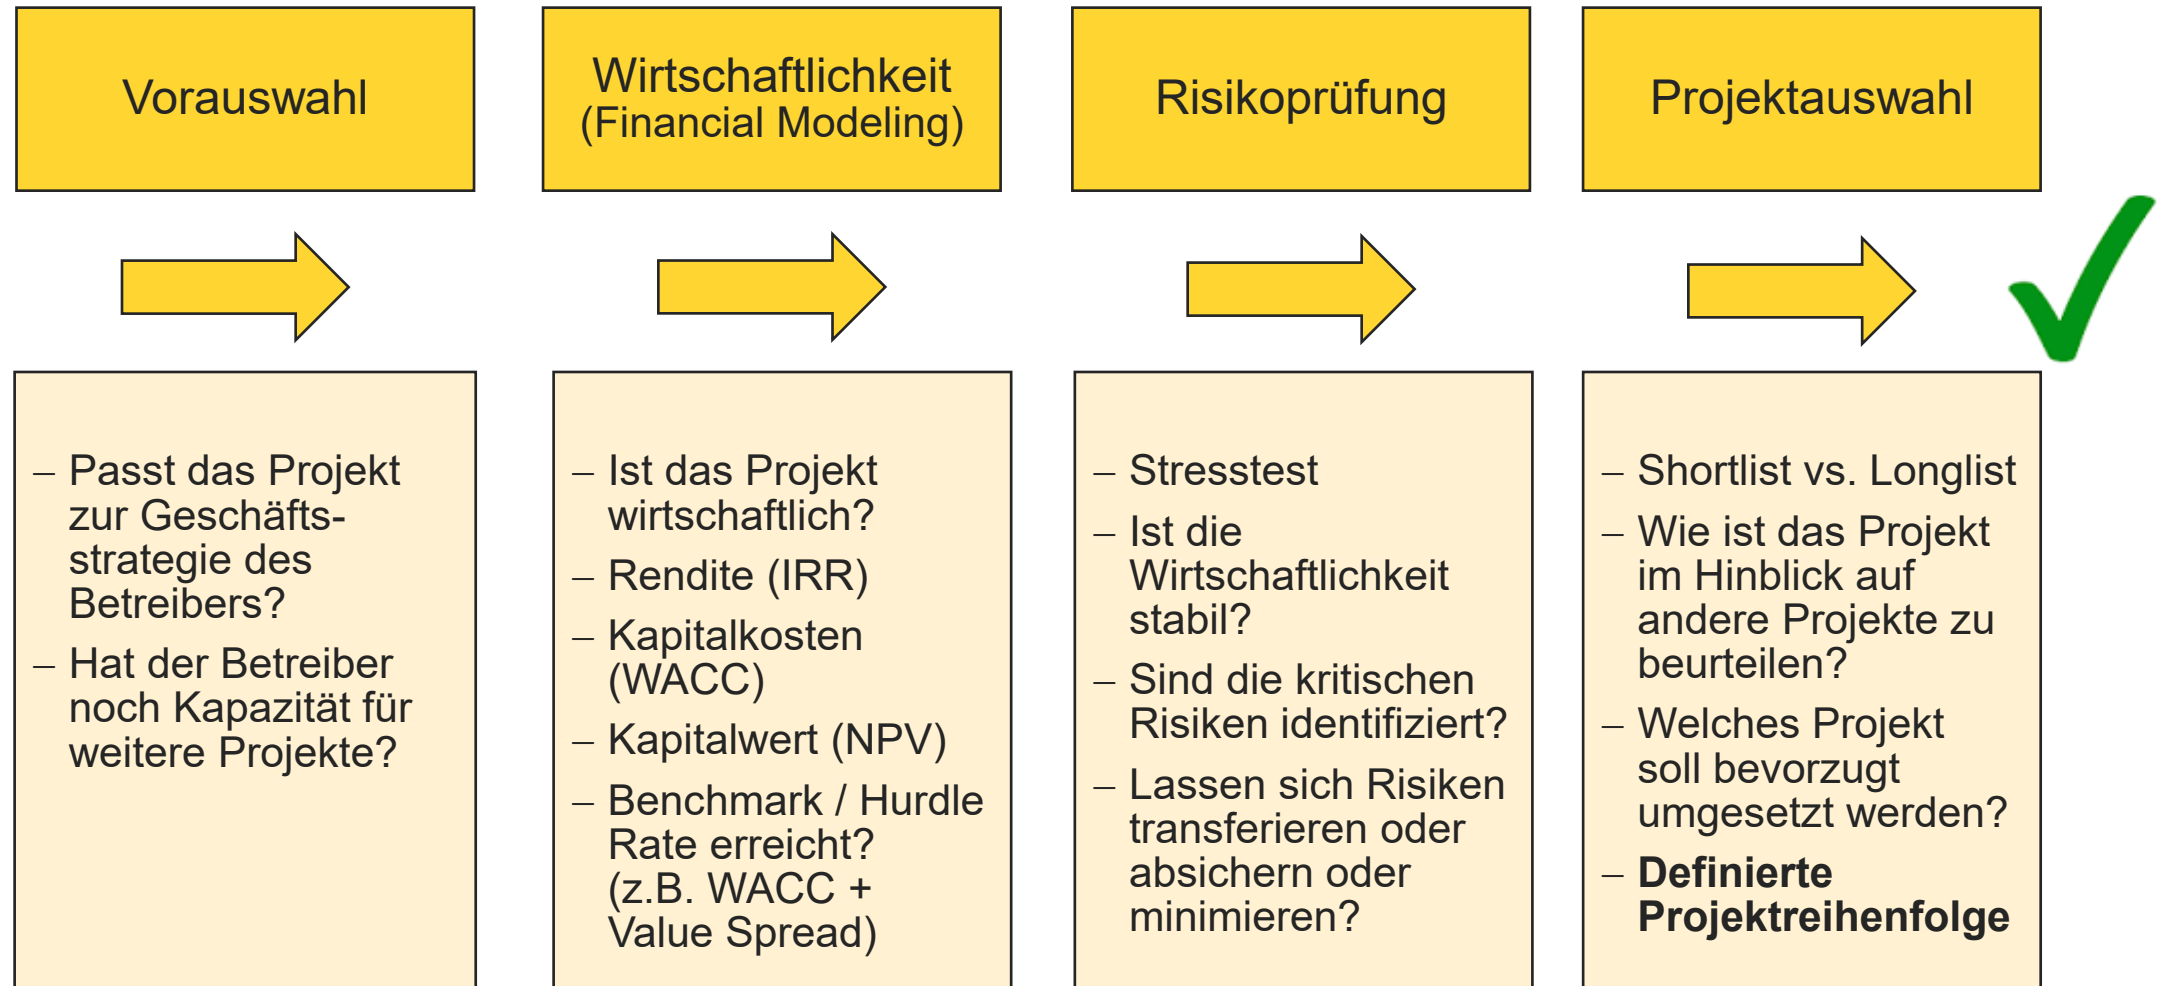 Vorauswahl
Wirtschaftlichkeit
(Financial Modeling)
Risikoprüfung
Projektauswahl
– Passt das Projekt
zur Geschäfts-
strategie des
Betreibers?
– Hat der Betreiber
noch Kapazität für
weitere Projekte?
– Ist das Projekt
wirtschaftlich?
– Rendite (IRR)
– Kapitalkosten
(WACC)
– Kapitalwert (NPV)
– Benchmark / Hurdle
Rate erreicht?
(z.B. WACC +
Value Spread)
– Stresstest
– Ist die
Wirtschaftlichkeit
stabil?
– Sind die kritischen
Risiken identifiziert?
– Lassen sich Risiken
transferieren oder
absichern oder
minimieren?
– Shortlist vs. Longlist
– Wie ist das Projekt
im Hinblick auf
andere Projekte zu
beurteilen?
– Welches Projekt
soll bevorzugt
umgesetzt werden?
– Definierte
Projektreihenfolge